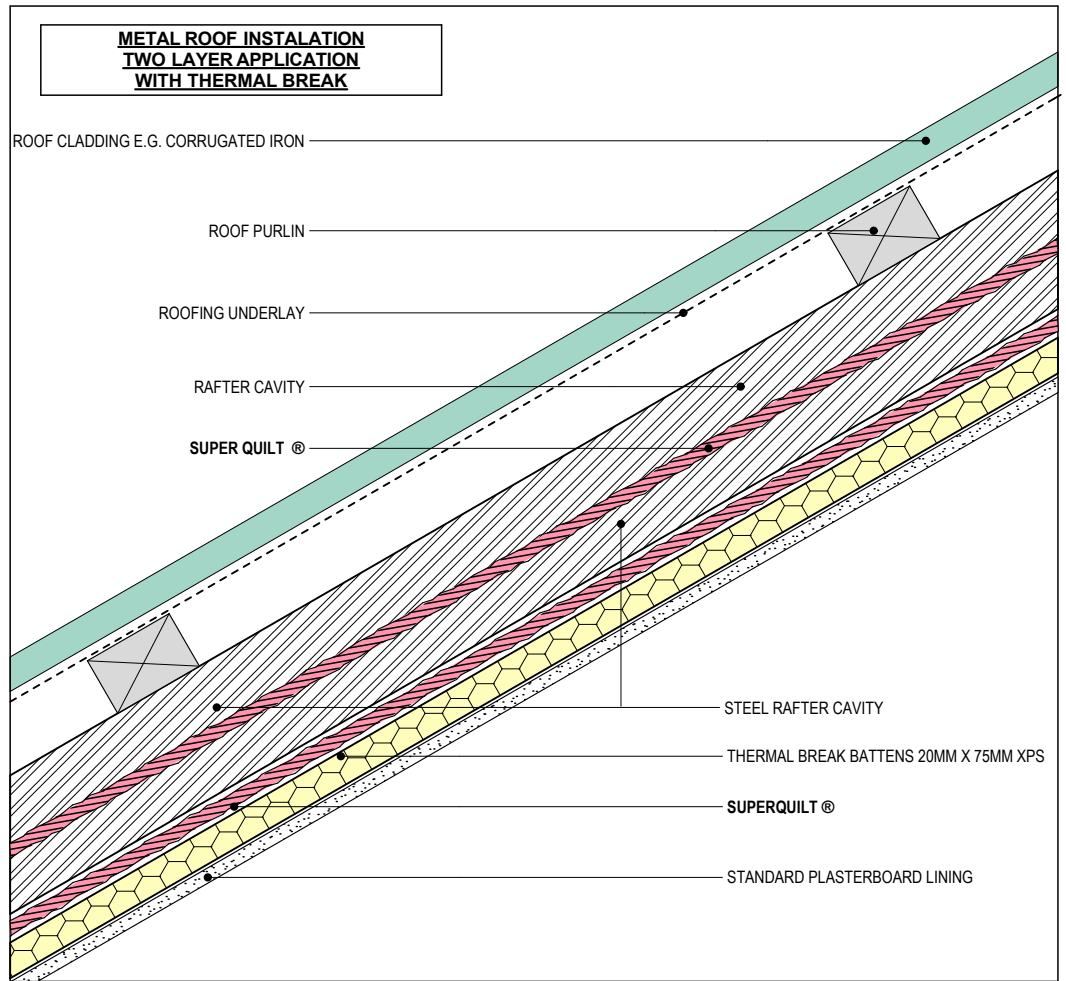 METAL ROOF INSTALATION
TWO LAYER APPLICATION
WITH THERMAL BREAK
ROOF CLADDING E.G. CORRUGATED IRON
ROOF PURLIN
ROOFING UNDERLAY
RAFTER CAVITY
SUPER QUILT ®
STEEL RAFTER CAVITY
THERMAL BREAK BATTENS 20MM X 75MM XPS
SUPERQUILT ®
STANDARD PLASTERBOARD LINING